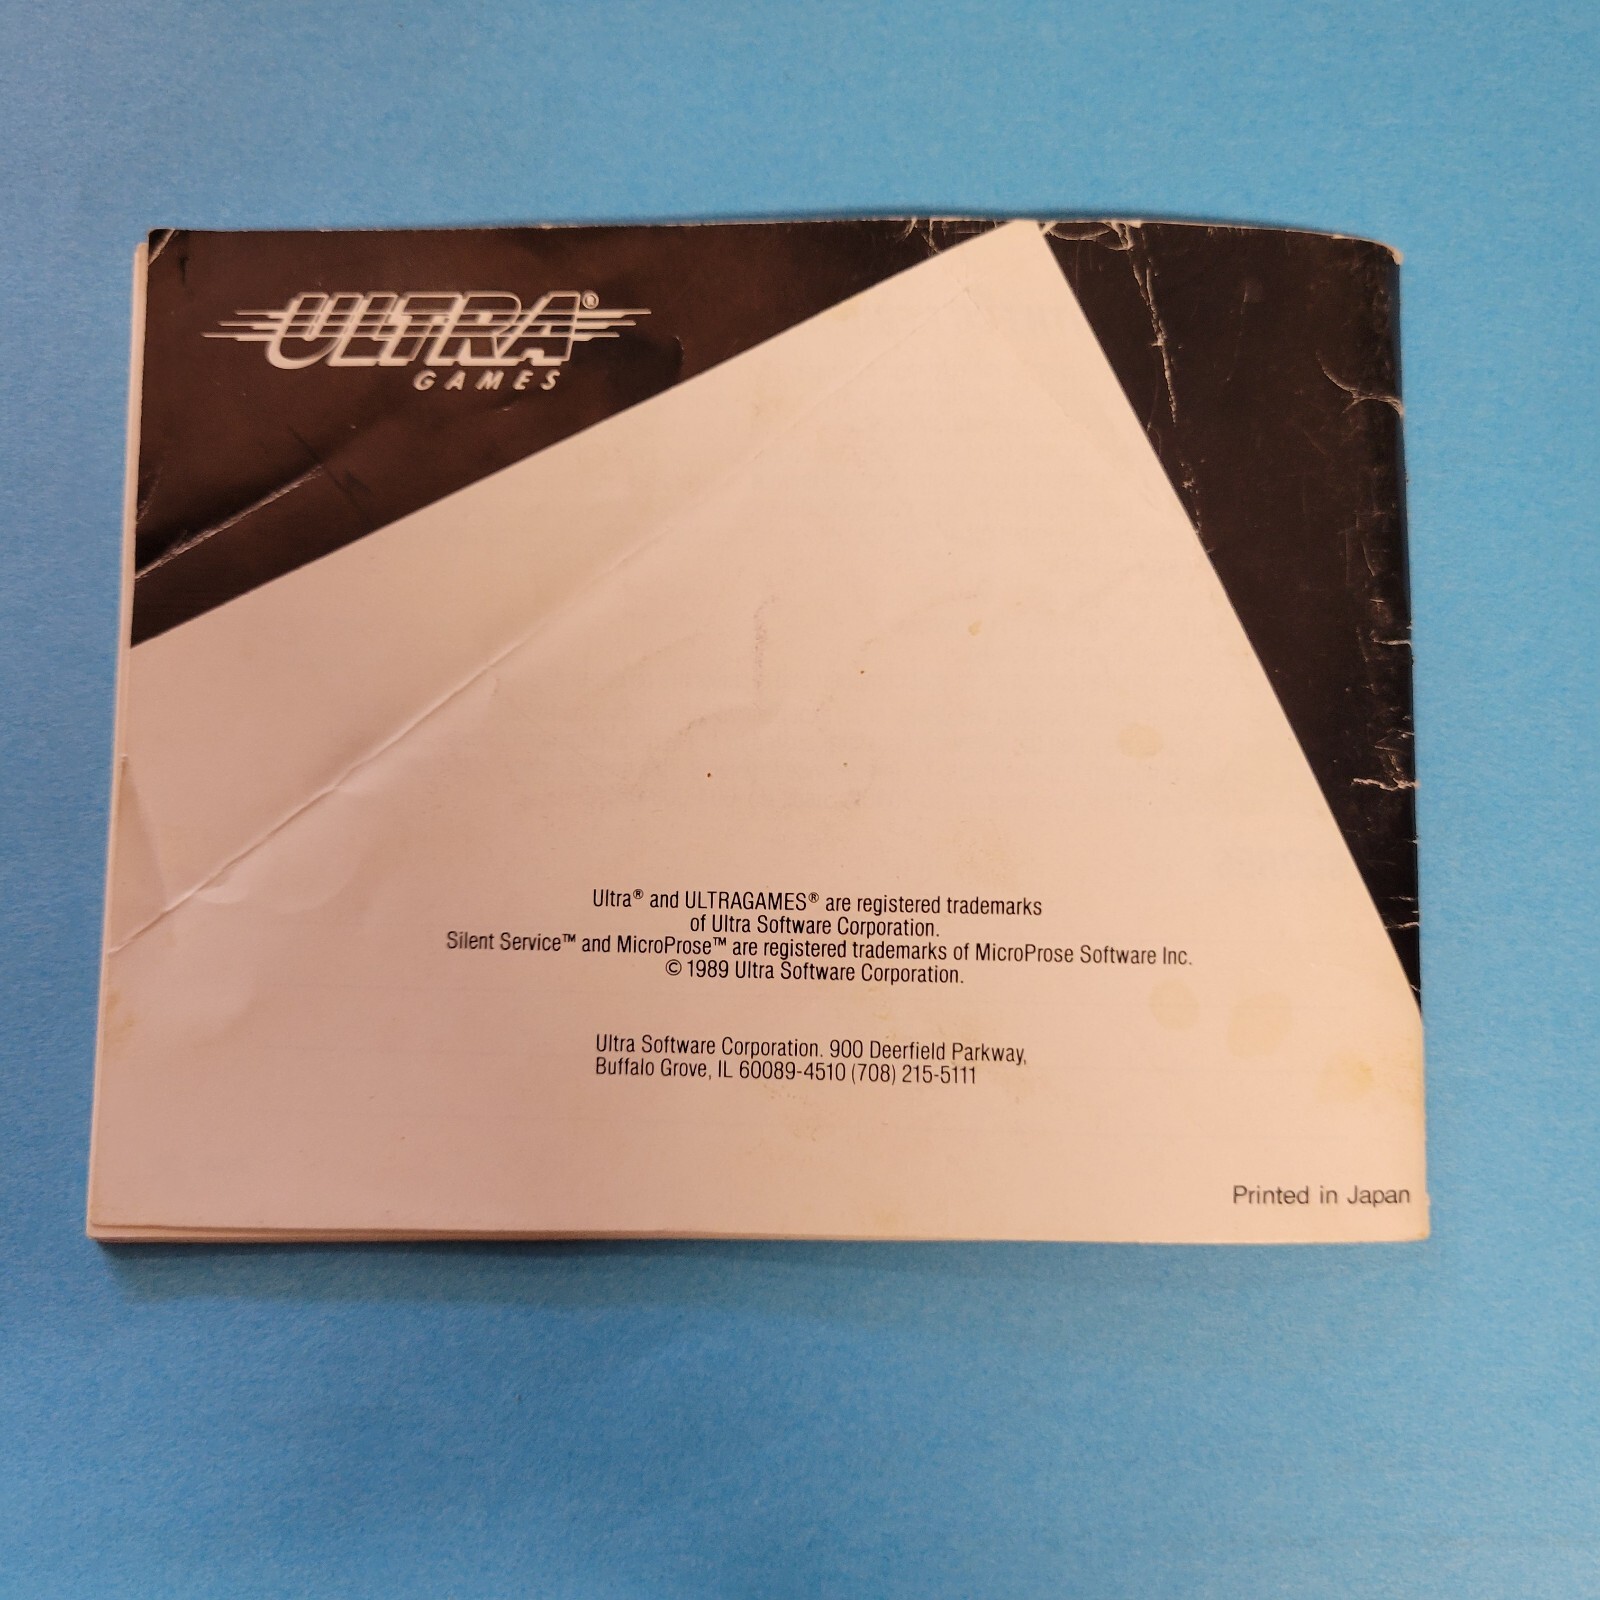 ULTRA®
GAMES
Ultra® and ULTRAGAMES® are registered trademarks
of Ultra Software Corporation.
Silent Service™ and MicroProse™ are registered trademarks of MicroProse Software Inc.
© 1989 Ultra Software Corporation.
Ultra Software Corporation. 900 Deerfield Parkway,
Buffalo Grove, IL 60089-4510 (708) 215-5111
Printed in Japan